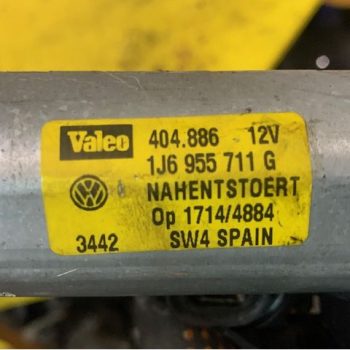 Valeo 404.886 12V
1J6 955 711 G
NAHENTSTOERT
Op 1714/4884
3442 SW4 SPAIN